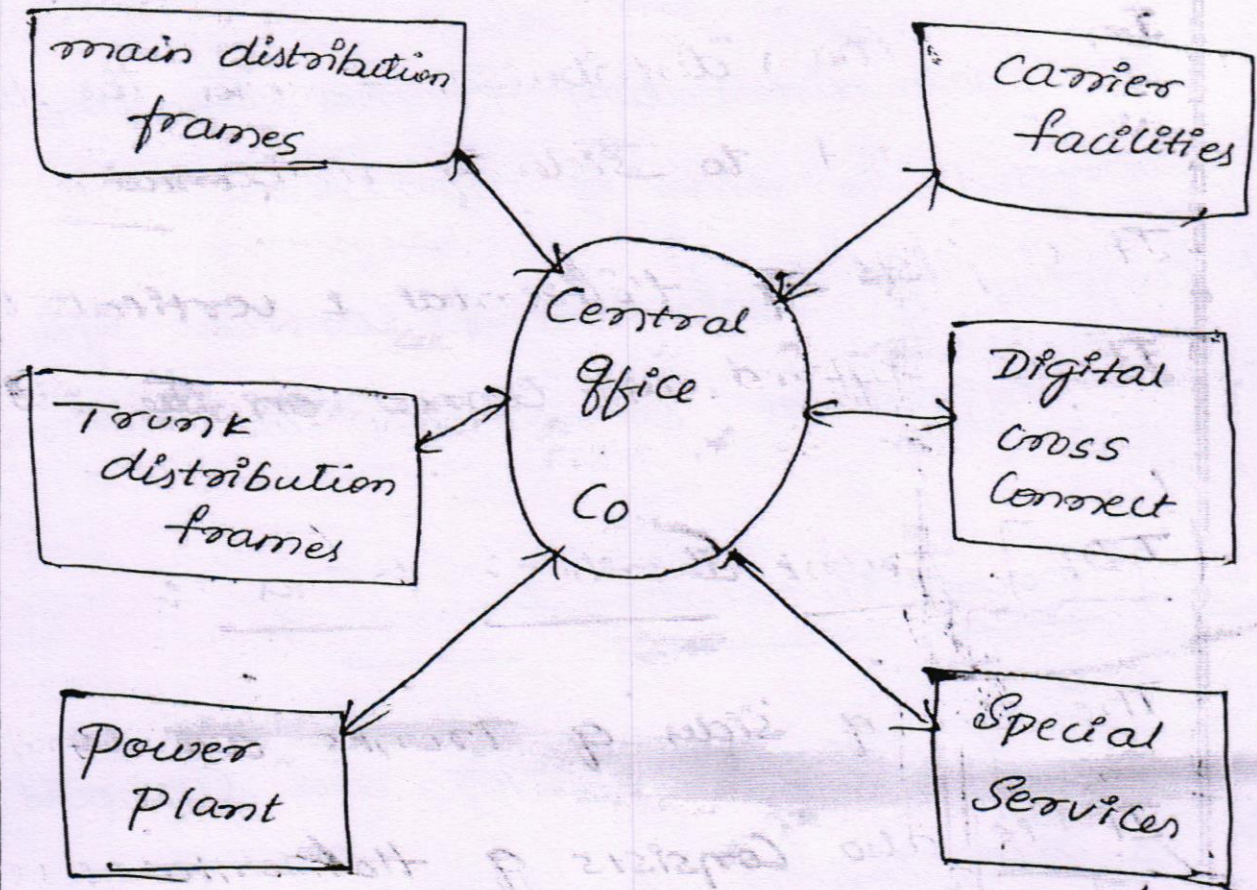 main distribution
frames
Carrier
facilities
Central
office
Co
Trunk
distribution
frames
Digital
cross
Connect
Power
Plant
Special
Services